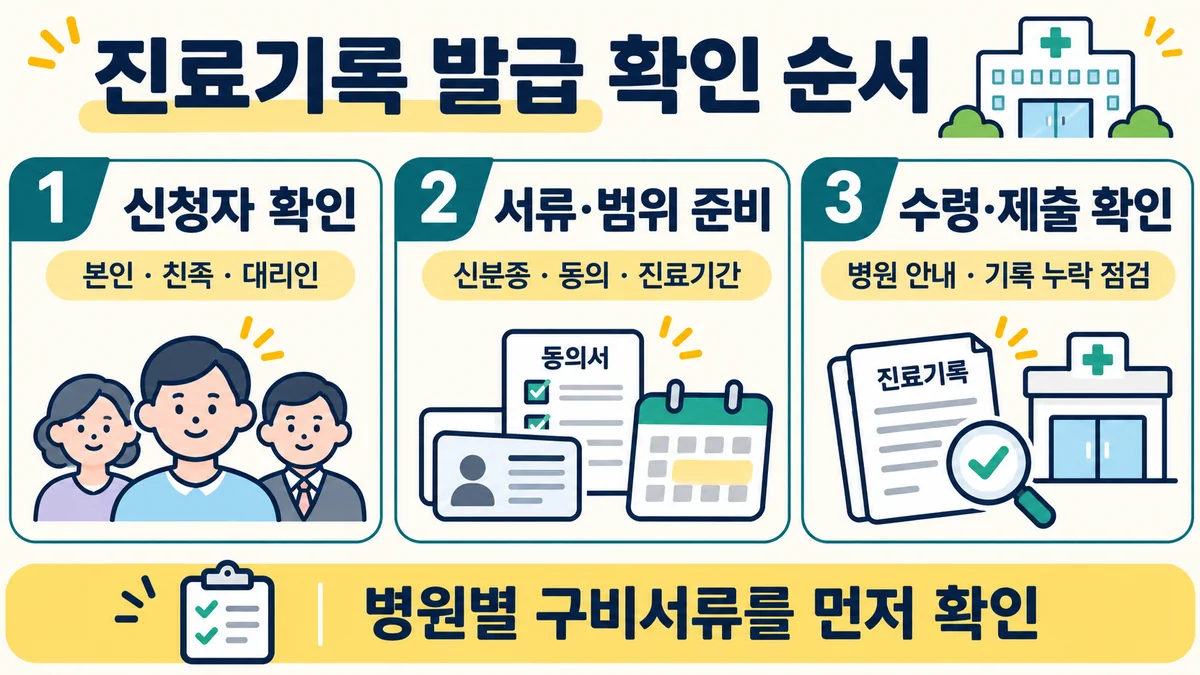 진료기록 발급 확인 순서
1 신청자 확인
본인 · 친족 · 대리인
2 서류·범위 준비
신분종 · 동의 · 진료기간
동의서
3 수령·제출 확인
병원 안내 · 기록 누락 점검
진료기록
병원별 구비서류를 먼저 확인